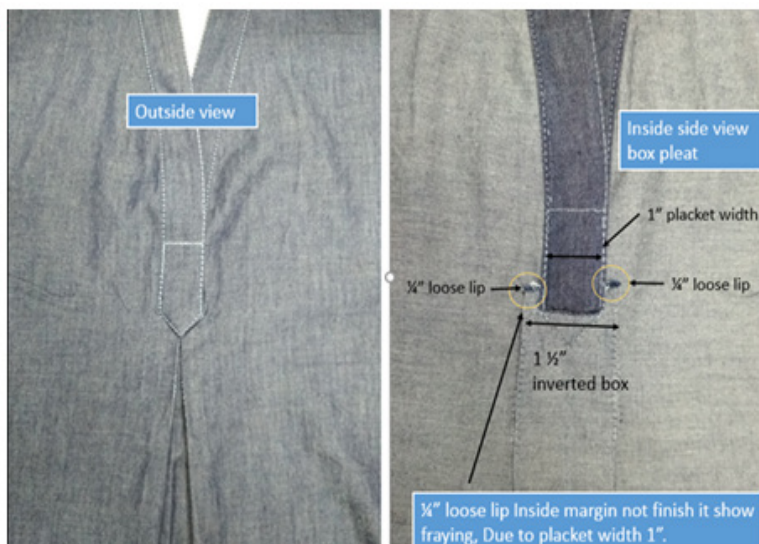 Outside view
Inside side view
box pleat
1” placket width
¼” loose lip
¼” loose lip
1 ½”
inverted box
¼” loose lip Inside margin not finish it show
fraying, Due to placket width 1”.